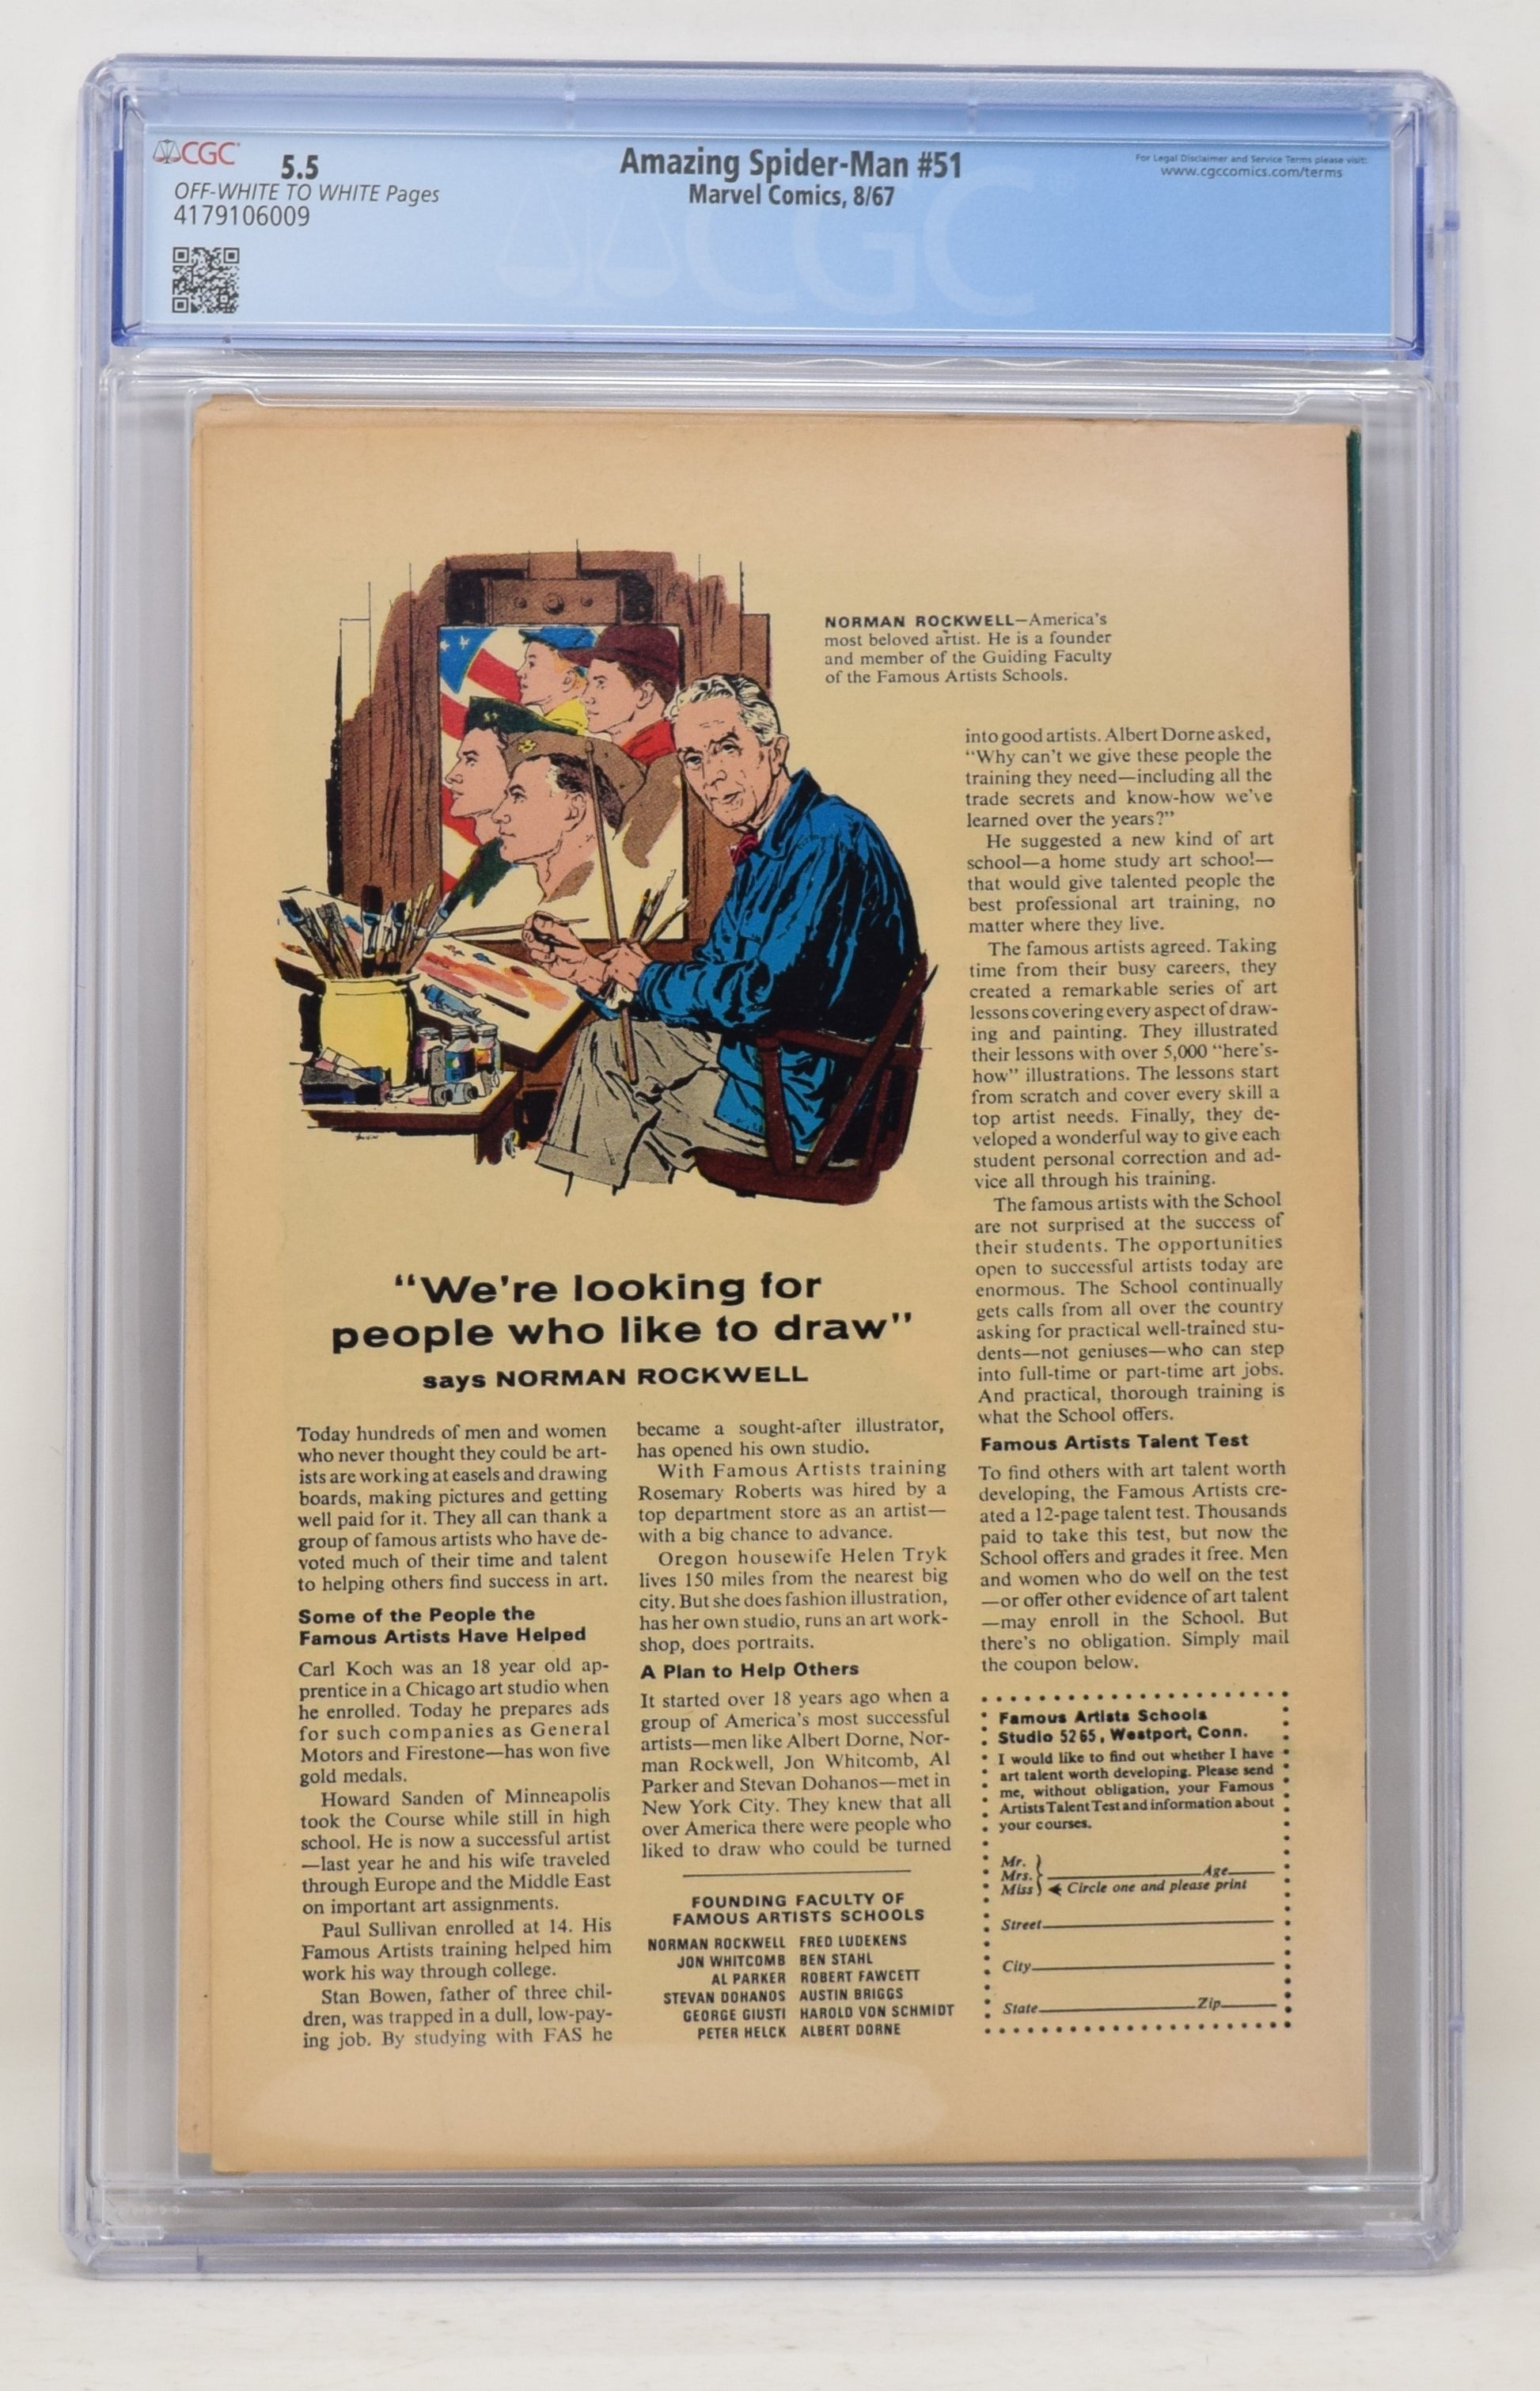 CGC
5.5
OFF-WHITE TO WHITE Pages
4179106009
Amazing Spider-Man #51
Marvel Comics, 8/67
For Legal Disclaimer and Service Terms please visit:
www.cgccomics.com/terms
CGC
NORMAN ROCKWELL—America's
most beloved artist. He is a founder
and member of the Guiding Faculty
of the Famous Artists Schools.
"We're looking for
people who like to draw"
says NORMAN ROCKWELL
Today hundreds of men and women
who never thought they could be art-
ists are working at easels and drawing
boards, making pictures and getting
well paid for it. They all can thank a
group of famous artists who have de-
voted much of their time and talent
to helping others find success in art.
Some of the People the
Famous Artists Have Helped
Carl Koch was an 18 year old ap-
prentice in a Chicago art studio when
he enrolled. Today he prepares ads
for such companies as General
Motors and Firestone—has won five
gold medals.
Howard Sanden of Minneapolis
took the Course while still in high
school. He is now a successful artist
—last year he and his wife traveled
through Europe and the Middle East
on important art assignments.
Paul Sullivan enrolled at 14. His
Famous Artists training helped him
work his way through college.
Stan Bowen, father of three chil-
dren, was trapped in a dull, low-pay-
ing job. By studying with FAS he
became a sought-after illustrator,
has opened his own studio.
With Famous Artists training
Rosemary Roberts was hired by a
top department store as an artist—
with a big chance to advance.
Oregon housewife Helen Tryk
lives 150 miles from the nearest big
city. But she does fashion illustration,
has her own studio, runs an art work-
shop, does portraits.
A Plan to Help Others
It started over 18 years ago when a
group of America's most successful
artists—men like Albert Dorne, Nor-
man Rockwell, Jon Whitcomb, Al
Parker and Stevan Dohanos—met in
New York City. They knew that all
over America there were people who
liked to draw who could be turned
FOUNDING FACULTY OF
FAMOUS ARTISTS SCHOOLS
NORMAN ROCKWELL FRED LUDEKENS
JON WHITCOMB BEN STAHL
AL PARKER ROBERT FAWCETT
STEVAN DOHANOS AUSTIN BRIGGS
GEORGE GIUSTI HAROLD VON SCHMIDT
PETER HELCK ALBERT DORNE
into good artists. Albert Dorne asked,
"Why can't we give these people the
training they need—including all the
trade secrets and know-how we've
learned over the years?"
He suggested a new kind of art
school—a home study art school—
that would give talented people the
best professional art training, no
matter where they live.
The famous artists agreed. Taking
time from their busy careers, they
created a remarkable series of art
lessons covering every aspect of draw-
ing and painting. They illustrated
their lessons with over 5,000 "here's-
how" illustrations. The lessons start
from scratch and cover every skill a
top artist needs. Finally, they de-
veloped a wonderful way to give each
student personal correction and ad-
vice all through his training.
The famous artists with the School
are not surprised at the success of
their students. The opportunities
open to successful artists today are
enormous. The School continually
gets calls from all over the country
asking for practical well-trained stu-
dents—not geniuses—who can step
into full-time or part-time art jobs.
And practical, thorough training is
what the School offers.
Famous Artists Talent Test
To find others with art talent worth
developing, the Famous Artists cre-
ated a 12-page talent test. Thousands
paid to take this test, but now the
School offers and grades it free. Men
and women who do well on the test
—or offer other evidence of art talent
—may enroll in the School. But
there's no obligation. Simply mail
the coupon below.
Famous Artists Schools
Studio 5265, Westport, Conn.
I would like to find out whether I have
art talent worth developing. Please send
me, without obligation, your Famous
Artists Talent Test and information about
your courses.
Mr.
Mrs. Age
Miss Circle one and please print
Street
City
State Zip